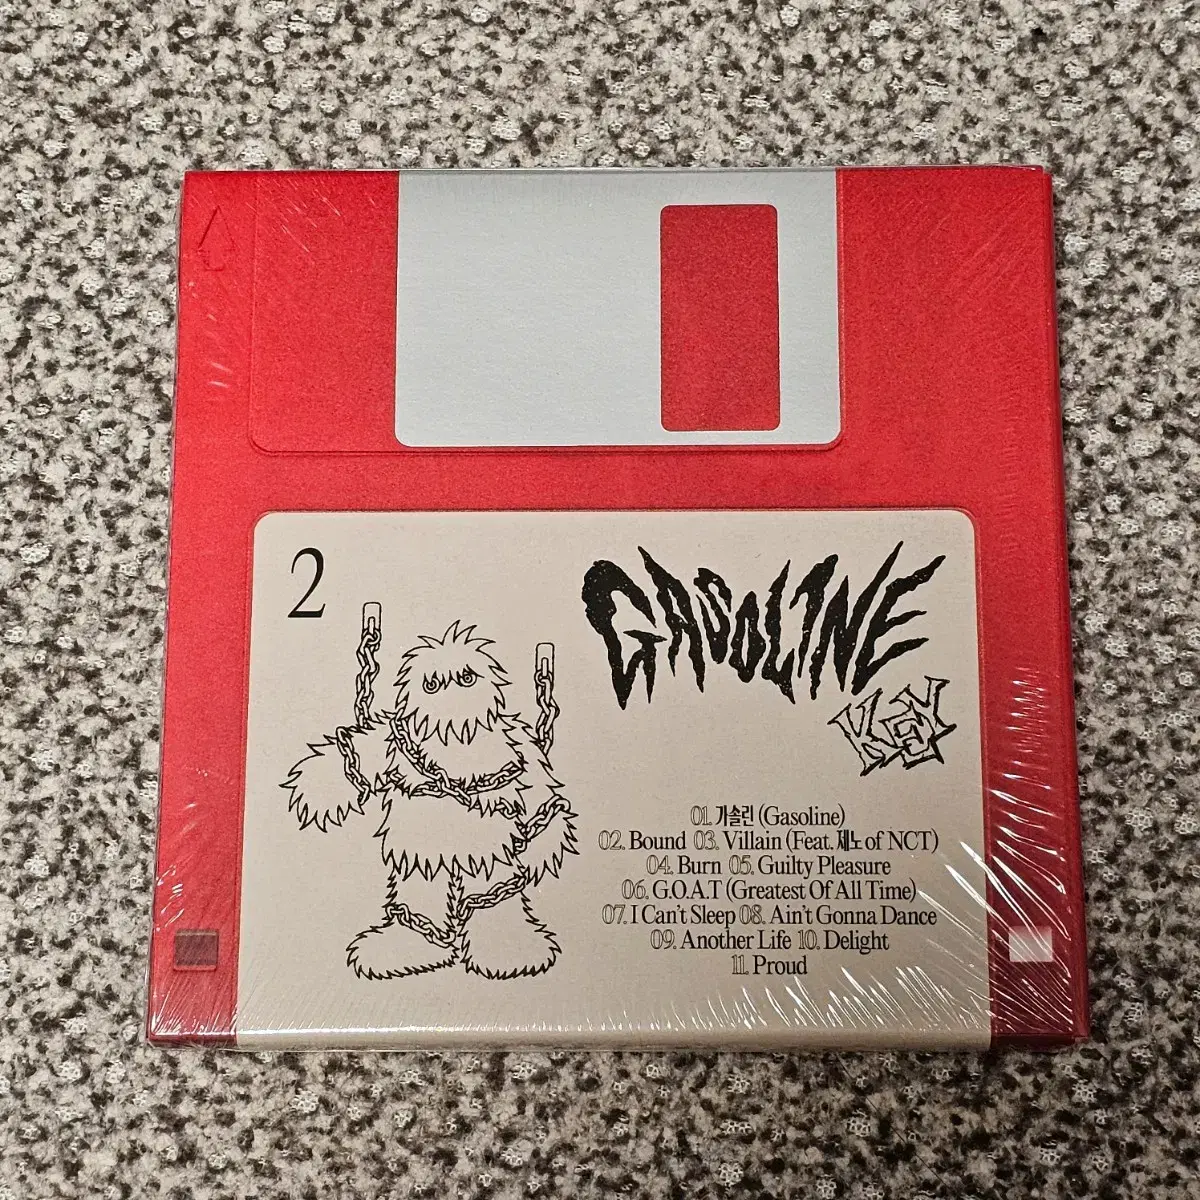 2
GASOLINE
KEY
01. 가솔린 (Gasoline)
02. Bound 03. Villain (Feat. 제노 of NCT)
04. Burn 05. Guilty Pleasure
06. G.O.A.T (Greatest Of All Time)
07. I Can't Sleep 08. Ain't Gonna Dance
09. Another Life 10. Delight
11. Proud